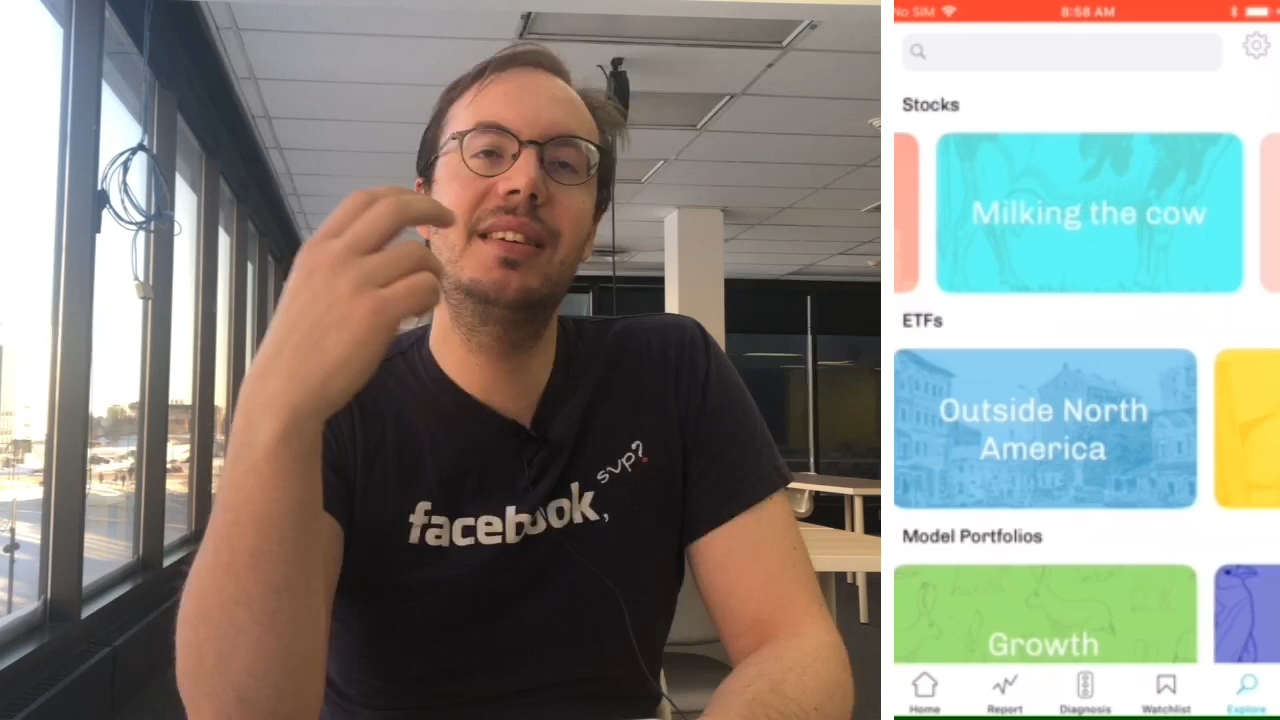 facebook, svp?
No SIM 8:58 AM
Stocks
Milking the cow
ETFs
Outside North
America
Model Portfolios
Growth
Home Report Diagnosis Watchlist Explore